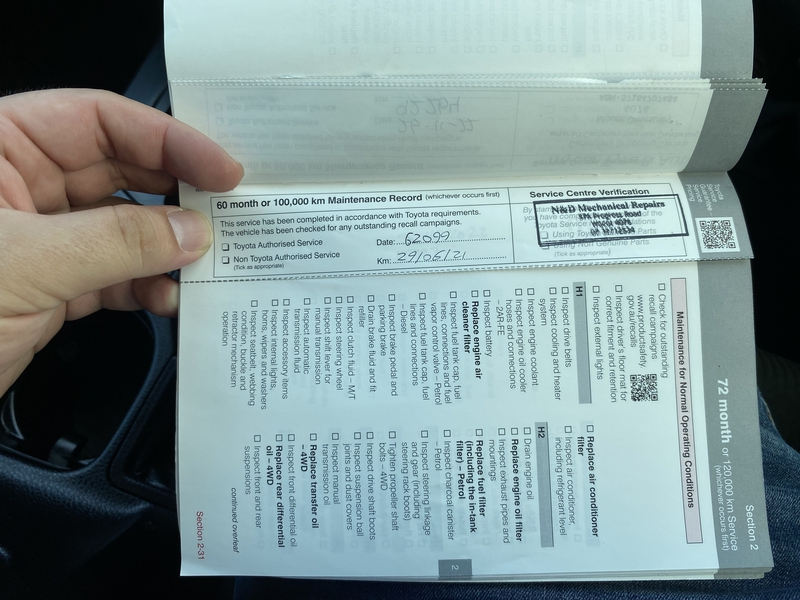 60 month or 100,000 km Maintenance Record (whichever occurs first)
This service has been completed in accordance with Toyota requirements.
The vehicle has been checked for any outstanding recall campaigns.
Toyota Authorised Service
Non Toyota Authorised Service
(Tick as appropriate)
Date: 62099
Km: 29/06/21
Service Centre Verification
N&D Mechanical Repairs
Progress Road
Using Non Genuine Parts
(Tick as appropriate)
Toyota
Service
Section 2
72 month or 120,000 km Service
(whichever occurs first)
Maintenance for Normal Operating Conditions
Check for outstanding
recall campaigns
www.productsafety.
gov.au/recalls
Inspect driver's floor mat for
correct fitment and retention
Inspect external lights
H1
Inspect drive belts
Inspect cooling and heater
system
Inspect engine coolant
Inspect engine oil cooler
hoses and connections
– 2AR-FE
Inspect battery
Replace engine air
cleaner filter
Inspect fuel tank cap, fuel
lines, connections and fuel
vapor control valve – Petrol
Inspect fuel tank cap, fuel
lines and connections
– Diesel
Inspect brake pedal and
parking brake
Drain brake fluid and fit
refiller
Inspect clutch fluid – M/T
Inspect steering wheel
Inspect shift lever for
manual transmission
Inspect automatic
transmission fluid
Inspect accessory items
Inspect internal lights,
horns, wipers and washers
Inspect seatbelt, webbing
condition, buckle and
retractor mechanism
operation
Replace air conditioner
filter
Inspect air conditioner,
including refrigerant level
H2
Drain engine oil
Replace engine oil filter
Inspect exhaust pipes and
mountings
Replace fuel filter
(including the in-tank
filter) – Petrol
Inspect charcoal canister
– Petrol
Inspect steering linkage
and gear (including
steering rack boots)
Tighten propeller shaft
bolts – 4WD
Inspect drive shaft boots
Inspect suspension ball
joints and dust covers
Inspect manual
transmission oil
Replace transfer oil
– 4WD
Inspect front differential oil
Replace rear differential
oil – 4WD
Inspect front and rear
suspensions
continued overleaf
2
Section 2-31